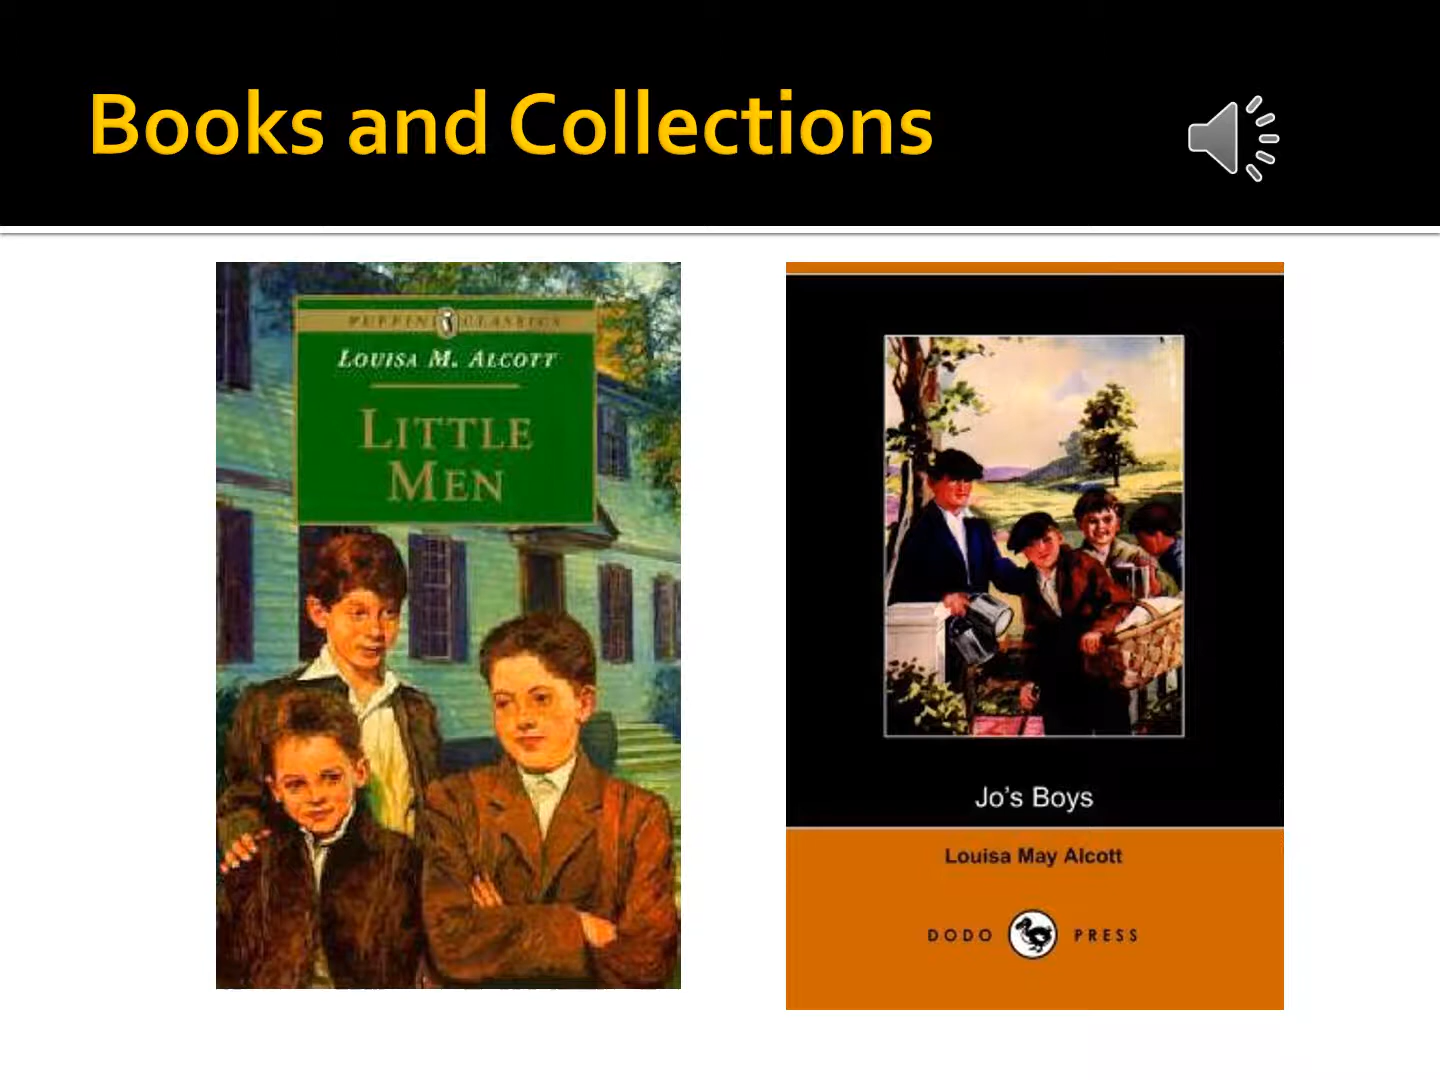 Books and Collections
PUFFIN CLASSICS
LOUISA M. ALCOTT
LITTLE
MEN
Jo's Boys
Louisa May Alcott
DODO PRESS